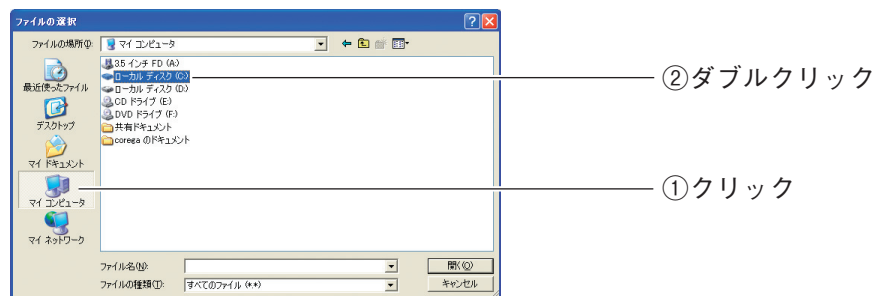 ファイルの選択
ファイルの場所(I):
マイ コンピュータ
3.5 インチ FD (A:)
ローカル ディスク (C:)
ローカル ディスク (D:)
CD ドライブ (E:)
DVD ドライブ (F:)
共有ドキュメント
corega のドキュメント
最近使ったファイル
デスクトップ
マイ ドキュメント
マイ コンピュータ
マイ ネットワーク
ファイル名(N):
開く(O)
ファイルの種類(T):
すべてのファイル (*.*)
キャンセル
②ダブルクリック
①クリック